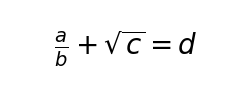 a/b + √c = d